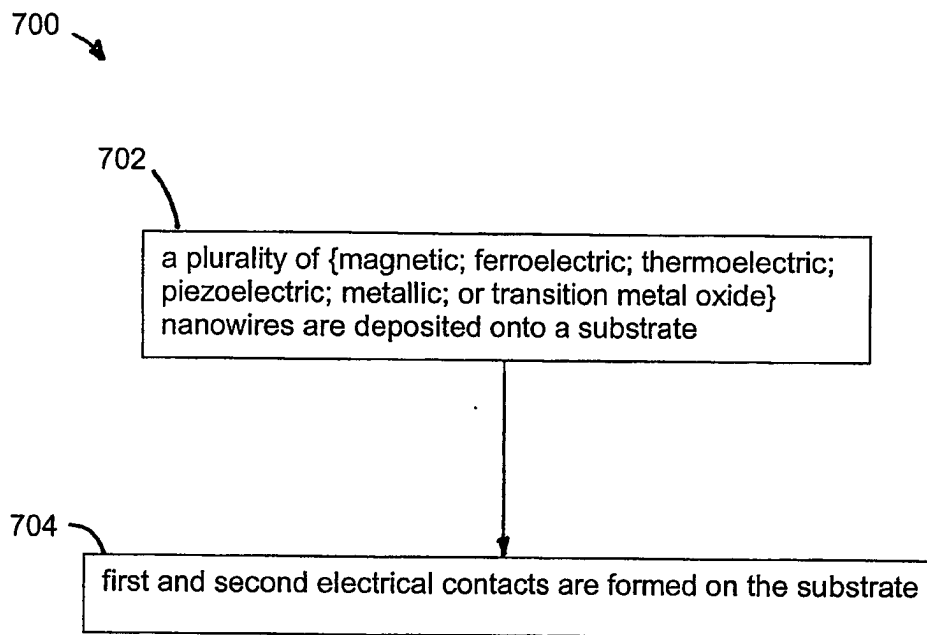 700
702
a plurality of {magnetic; ferroelectric; thermoelectric;
piezoelectric; metallic; or transition metal oxide}
nanowires are deposited onto a substrate
704
first and second electrical contacts are formed on the substrate